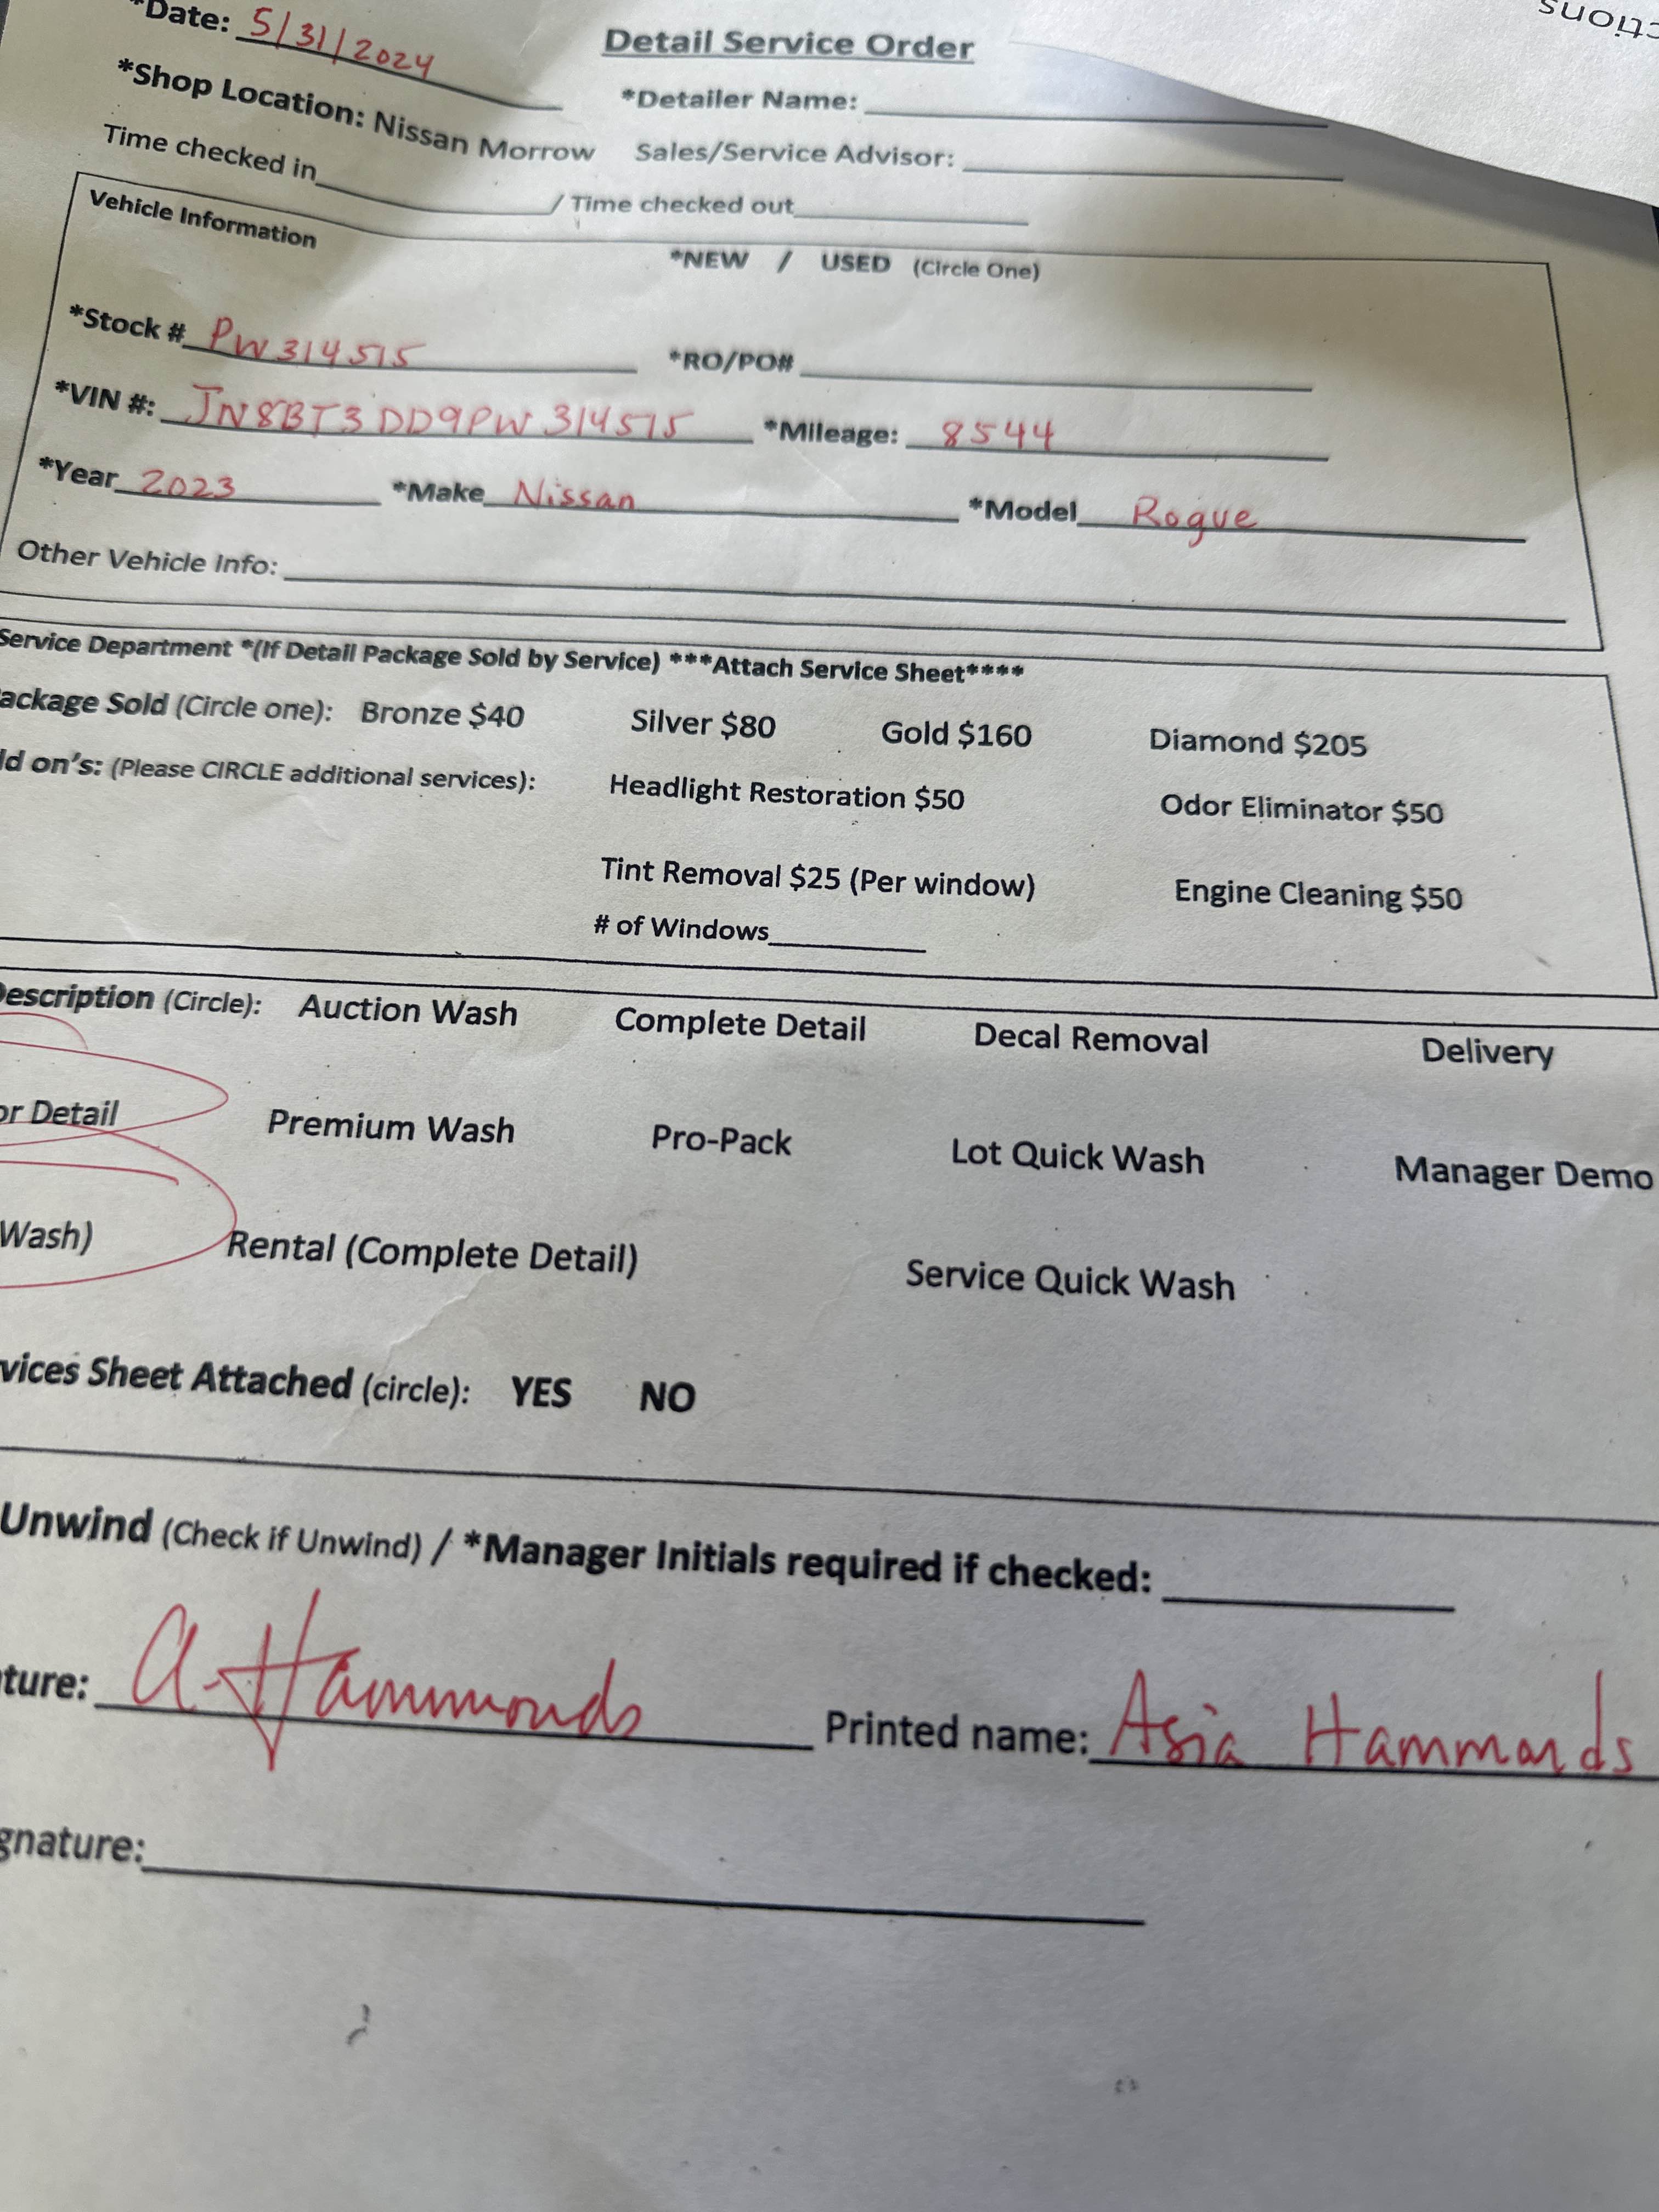 *Date: 5/31/2024
Detail Service Order
ctions
*Shop Location: Nissan Morrow
*Detailer Name:
Time checked in
Sales/Service Advisor:
/ Time checked out
Vehicle Information
*NEW / USED (Circle One)
*Stock # PW314515
*RO/PO#
*VIN #: JN8BT3DD9PW314515 *Mileage: 8544
*Year 2023 *Make Nissan *Model Rogue
Other Vehicle Info:
Service Department *(If Detail Package Sold by Service) ***Attach Service Sheet****
ackage Sold (Circle one): Bronze $40 Silver $80 Gold $160 Diamond $205
ld on's: (Please CIRCLE additional services): Headlight Restoration $50 Odor Eliminator $50
Tint Removal $25 (Per window) Engine Cleaning $50
# of Windows
Description (Circle): Auction Wash Complete Detail Decal Removal Delivery
or Detail Premium Wash Pro-Pack Lot Quick Wash Manager Demo
Wash) Rental (Complete Detail) Service Quick Wash
vices Sheet Attached (circle): YES NO
Unwind (Check if Unwind) / *Manager Initials required if checked:
ture: A. Hammonds Printed name: Asia Hammonds
gnature: